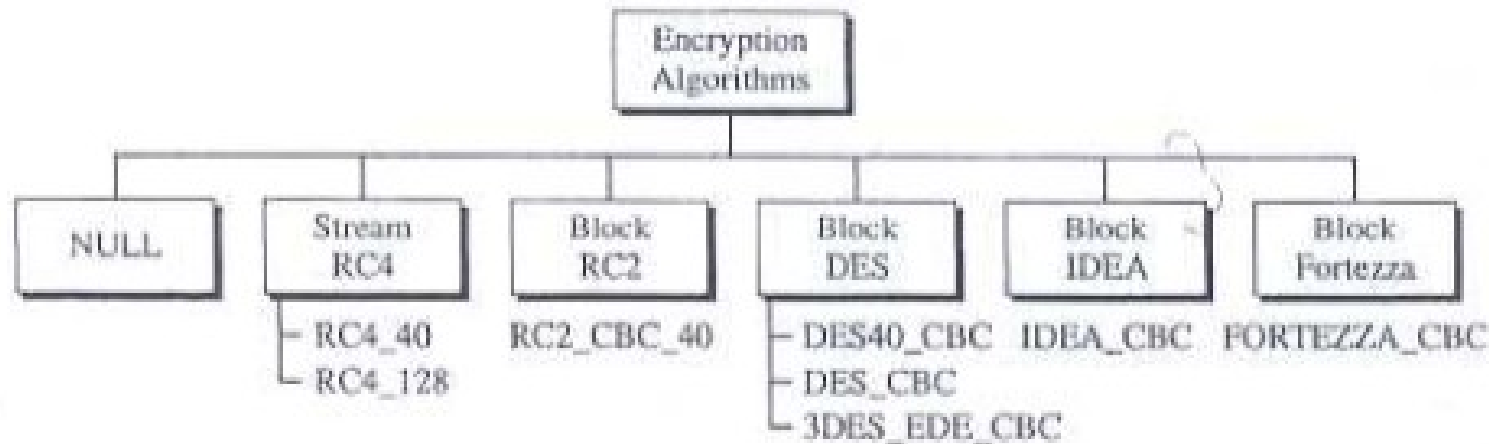 Encryption
Algorithms
NULL
Stream
RC4
Block
RC2
Block
DES
Block
IDEA
Block
Fortezza
RC4_40
RC4_128
RC2_CBC_40
DES40_CBC
DES_CBC
3DES_EDE_CBC
IDEA_CBC
FORTEZZA_CBC